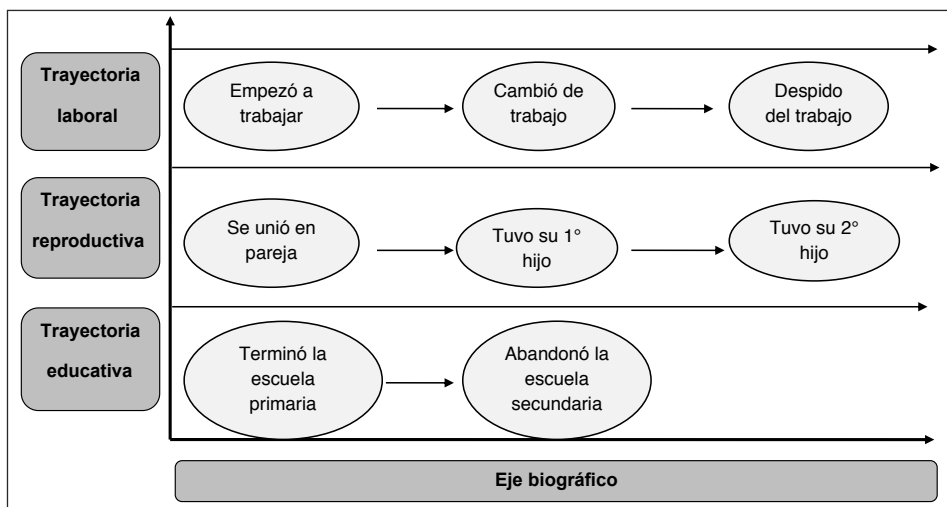 Trayectoria
laboral
Empezó a
trabajar
Cambió de
trabajo
Despido
del trabajo
Trayectoria
reproductiva
Se unió en
pareja
Tuvo su 1°
hijo
Tuvo su 2°
hijo
Trayectoria
educativa
Terminó la
escuela
primaria
Abandonó la
escuela
secundaria
Eje biográfico